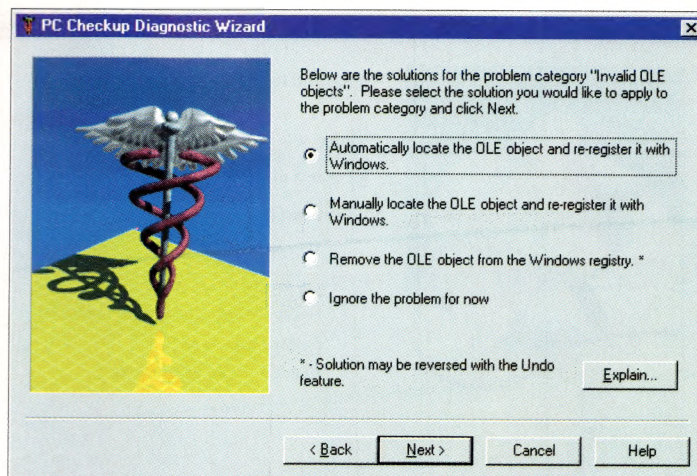 PC Checkup Diagnostic Wizard
Below are the solutions for the problem category "Invalid OLE
objects". Please select the solution you would like to apply to
the problem category and click Next.
Automatically locate the OLE object and re-register it with
Windows.
Manually locate the OLE object and re-register it with
Windows.
Remove the OLE object from the Windows registry. *
Ignore the problem for now
* - Solution may be reversed with the Undo
feature.
Explain...
< Back
Next >
Cancel
Help